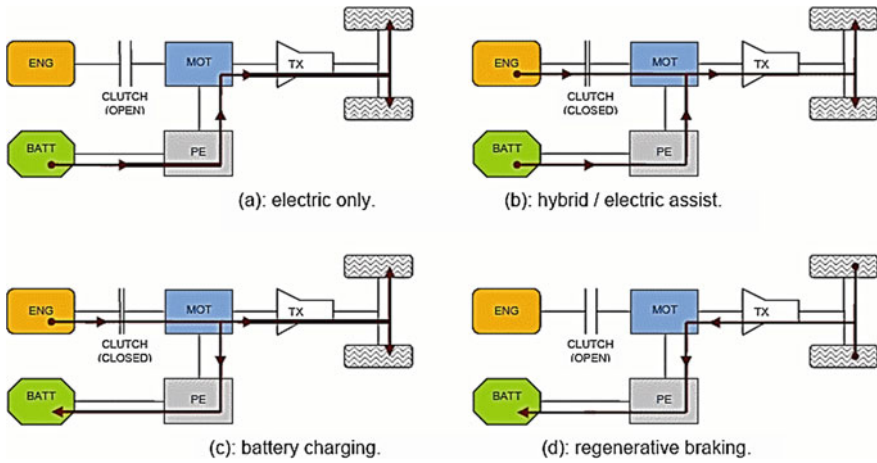 ENG
MOT
TX
CLUTCH
(OPEN)
BATT
PE
(a): electric only.
ENG
MOT
TX
CLUTCH
(CLOSED)
BATT
PE
(b): hybrid / electric assist.
ENG
MOT
TX
CLUTCH
(CLOSED)
BATT
PE
(c): battery charging.
ENG
MOT
TX
CLUTCH
(OPEN)
BATT
PE
(d): regenerative braking.